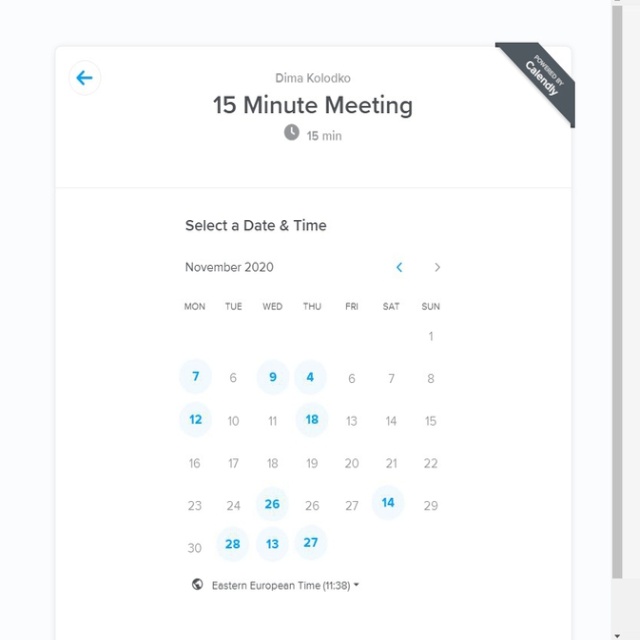 Dima Kolodko
POWERED BY
Calendly
15 Minute Meeting
15 min
Select a Date & Time
November 2020
MON TUE WED THU FRI SAT SUN
1
7 6 9 4 6 7 8
12 10 11 18 13 14 15
16 17 18 19 20 21 22
23 24 26 26 27 14 29
30 28 13 27
Eastern European Time (11:38)